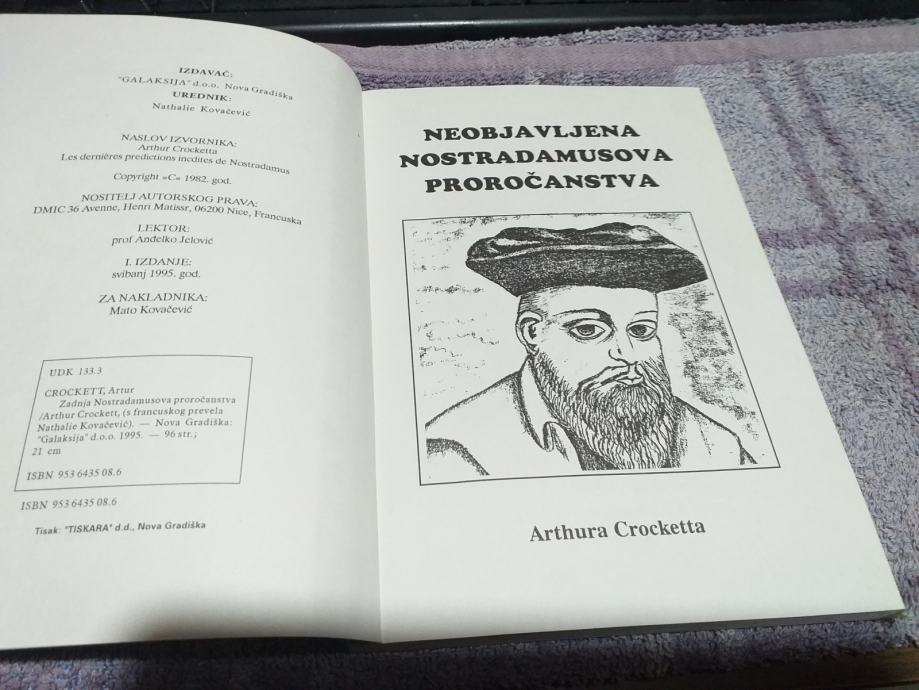 IZDAVAČ:
"GALAKSIJA" d.o.o. Nova Gradiška
UREDNIK:
Nathalie Kovačević
NASLOV IZVORNIKA:
Arthur Crocketta
Les dernières predictions inedites de Nostradamus
Copyright »C« 1982. god.
NOSITELJ AUTORSKOG PRAVA:
DMIC 36 Avenne, Henri Matissr, 06200 Nice, Francuska
LEKTOR:
prof Anđelko Jelović
I. IZDANJE:
svibanj 1995. god.
ZA NAKLADNIKA:
Mato Kovačević
UDK 133.3
CROCKETT, Artur
Zadnja Nostradamusova proročanstva
/Arthur Crockett, (s francuskog prevela
Nathalie Kovačević). — Nova Gradiška:
"Galaksija" d.o.o. 1995. — 96 str.;
21 cm
ISBN 953 6435 08.6
ISBN 953 6435 08.6
Tisak: "TISKARA" d.d., Nova Gradiška
NEOBJAVLJENA
NOSTRADAMUSOVA
PROROČANSTVA
Arthura Crocketta